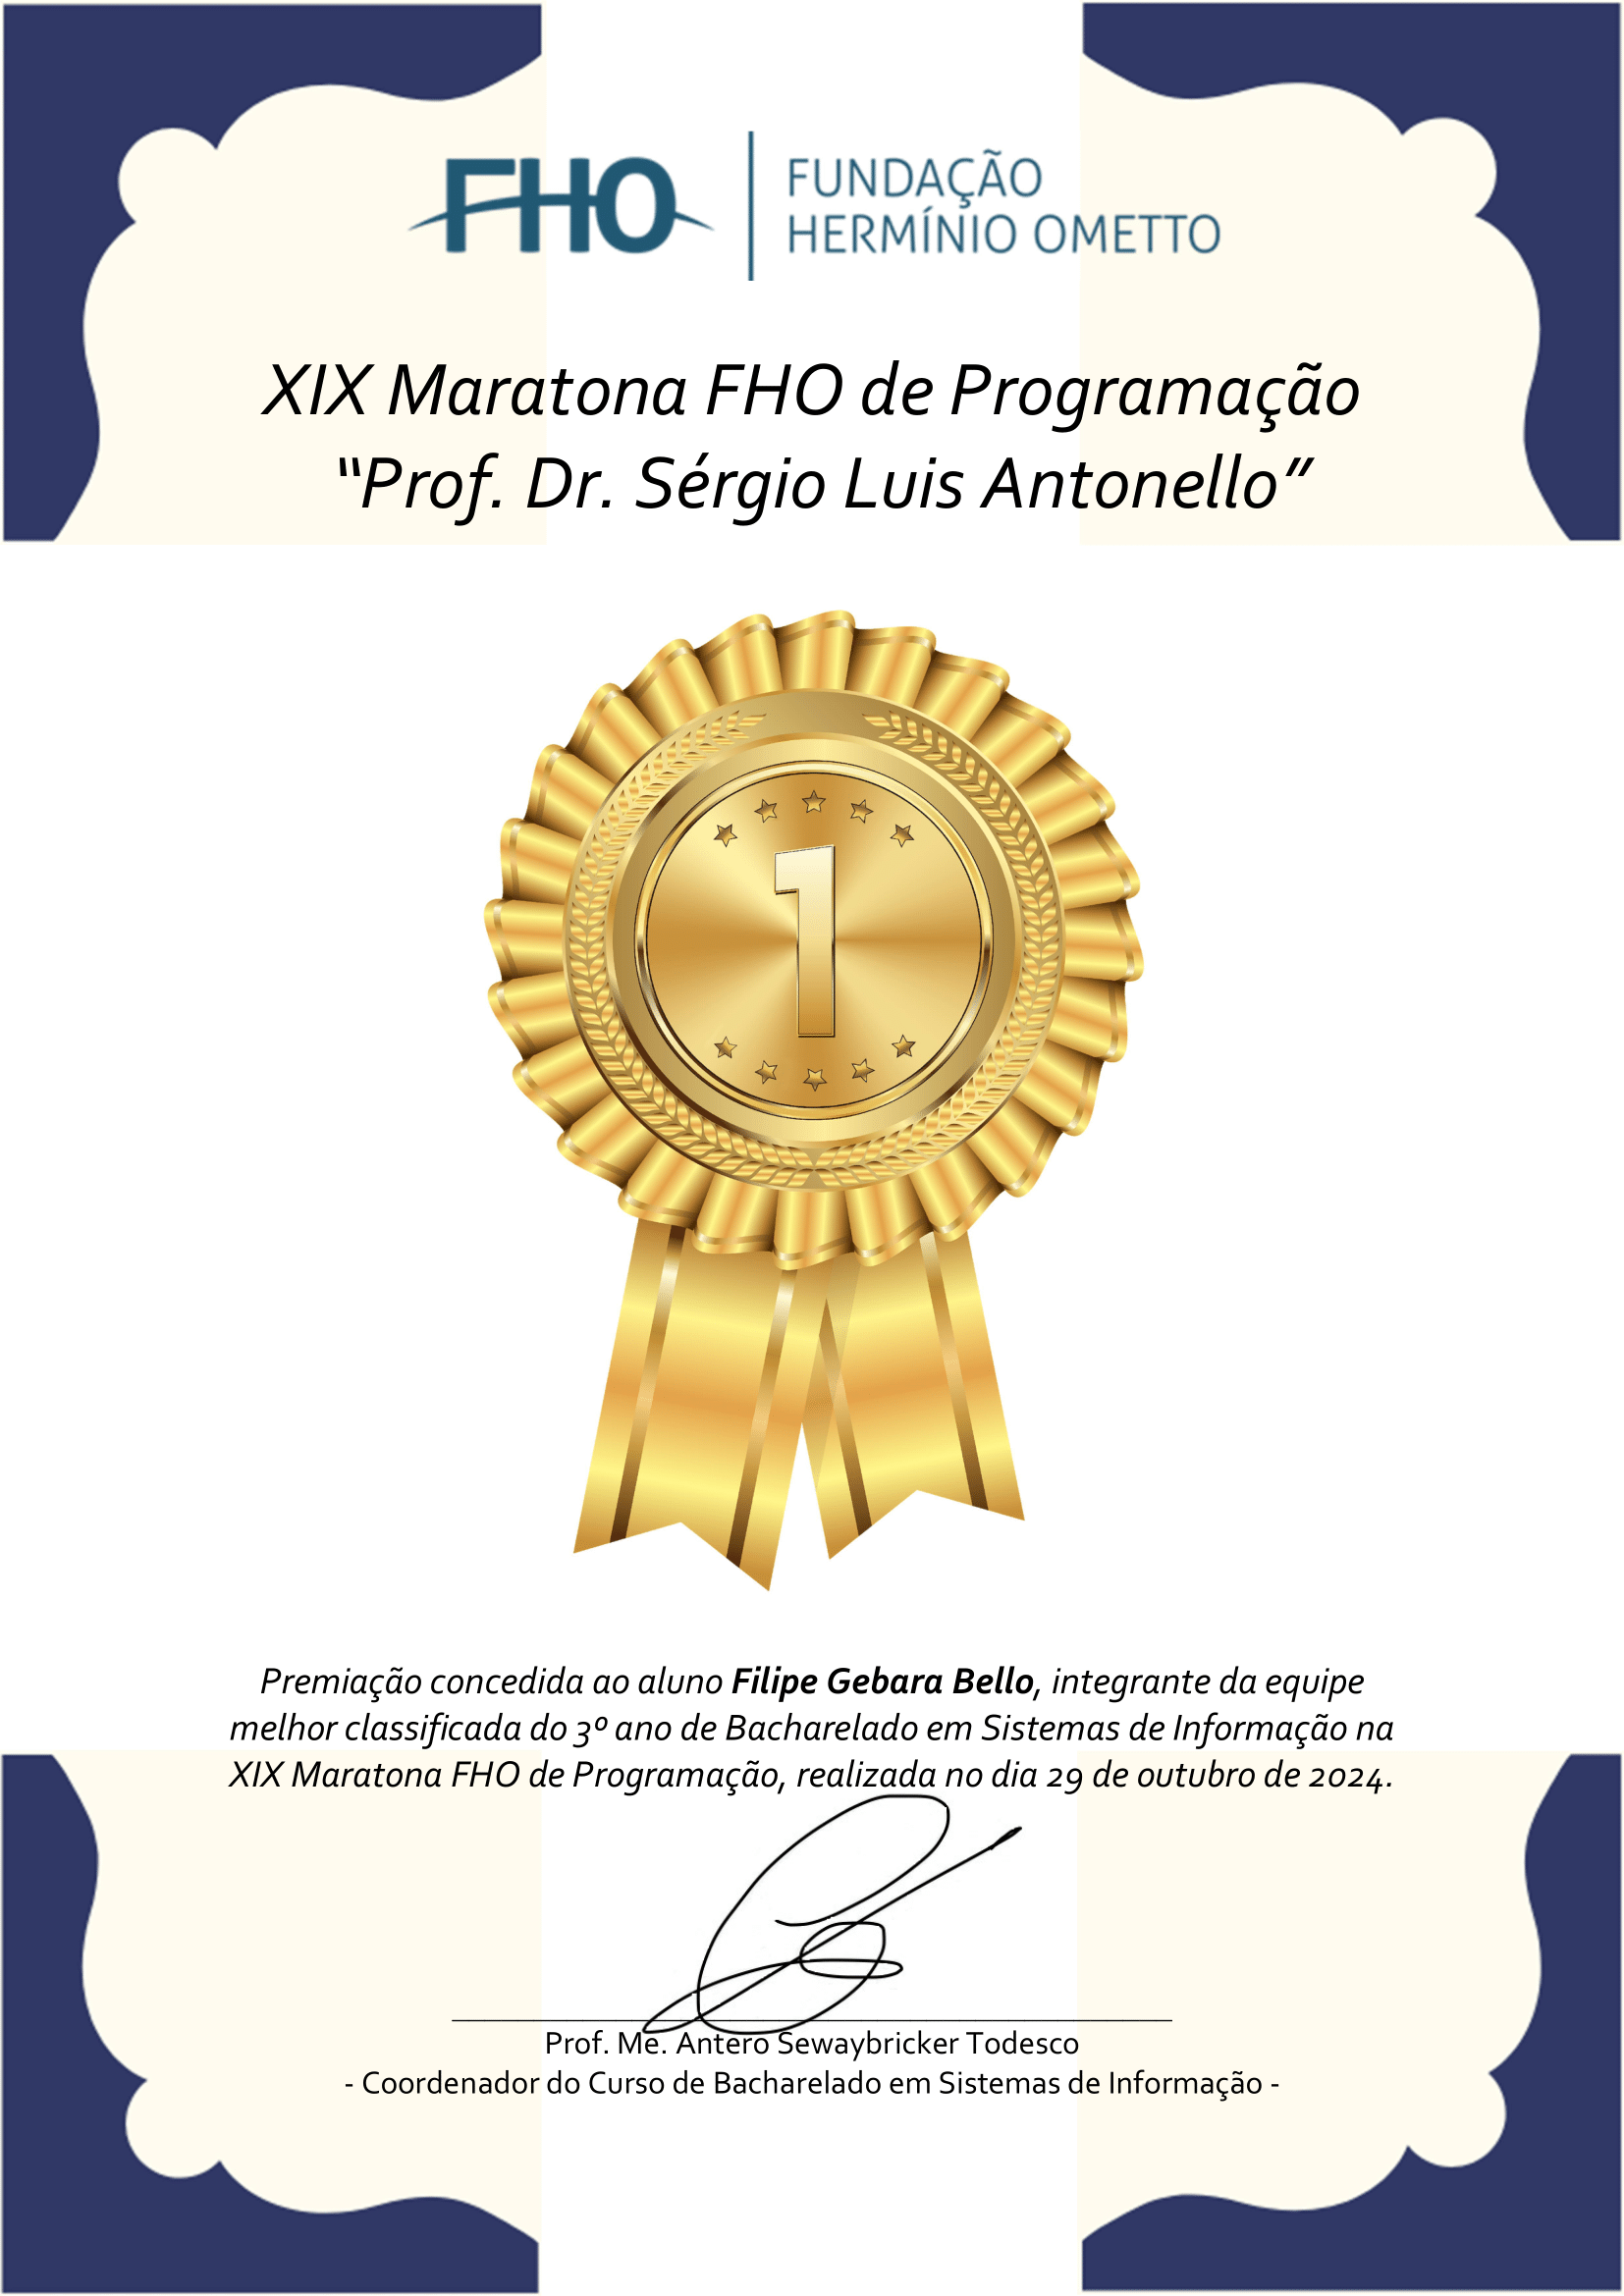 FHO
FUNDAÇÃO
HERMÍNIO OMETTO
XIX Maratona FHO de Programação
“Prof. Dr. Sérgio Luis Antonello”
1
Premiação concedida ao aluno Filipe Gebara Bello, integrante da equipe
melhor classificada do 3º ano de Bacharelado em Sistemas de Informação na
XIX Maratona FHO de Programação, realizada no dia 29 de outubro de 2024.
Prof. Me. Antero Sewaybricker Todesco
- Coordenador do Curso de Bacharelado em Sistemas de Informação -